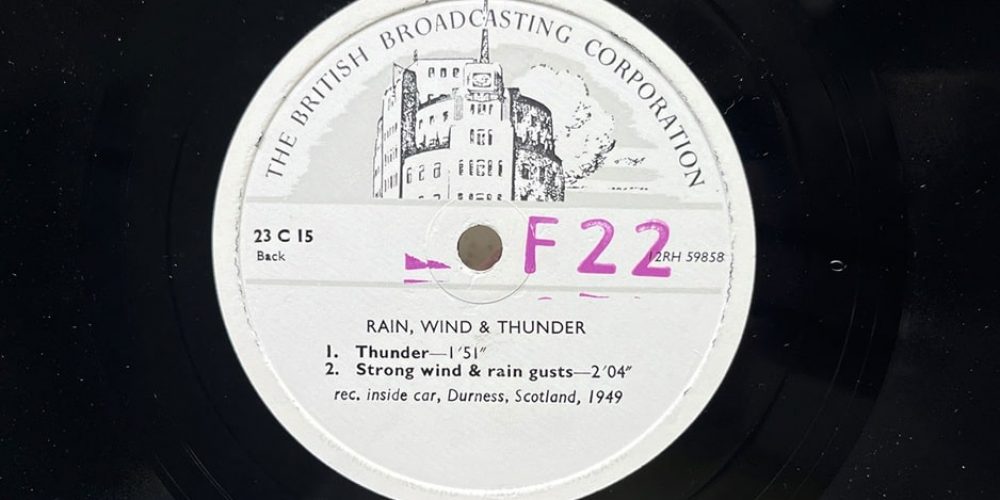 THE BRITISH BROADCASTING CORPORATION
23 C 15
Back
F 22
12RH 59858
RAIN, WIND & THUNDER
1. Thunder—1′51″
2. Strong wind & rain gusts—2′04″
rec. inside car, Durness, Scotland, 1949